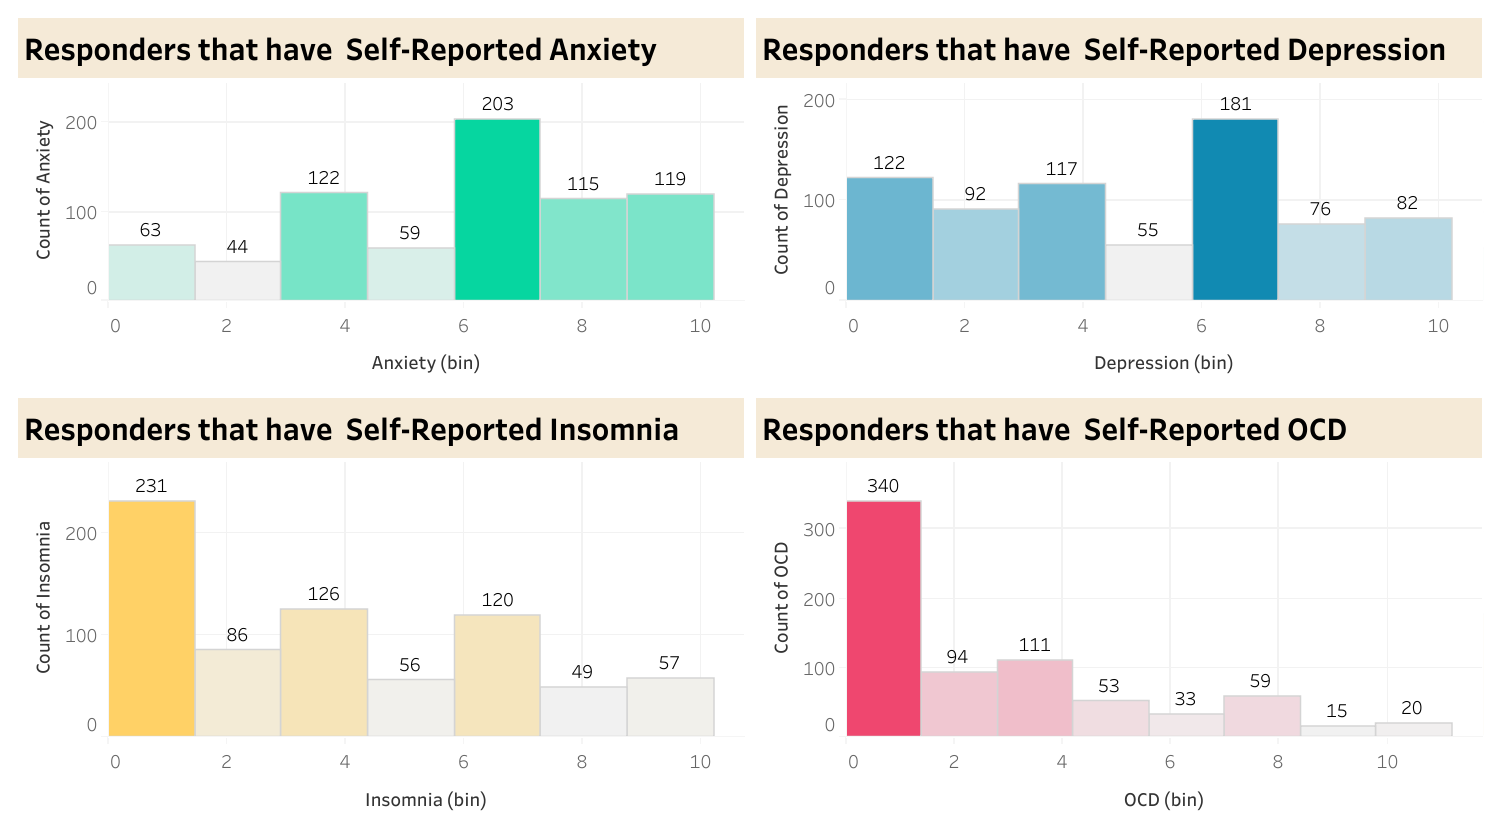 Responders that have  Self-Reported Anxiety
Count of Anxiety
200
100
0
63
44
122
59
203
115
119
0 2 4 6 8 10
Anxiety (bin)
Responders that have  Self-Reported Depression
Count of Depression
200
100
0
122
92
117
55
181
76
82
0 2 4 6 8 10
Depression (bin)
Responders that have  Self-Reported Insomnia
Count of Insomnia
200
100
0
231
86
126
56
120
49
57
0 2 4 6 8 10
Insomnia (bin)
Responders that have  Self-Reported OCD
Count of OCD
300
200
100
0
340
94
111
53
33
59
15
20
0 2 4 6 8 10
OCD (bin)